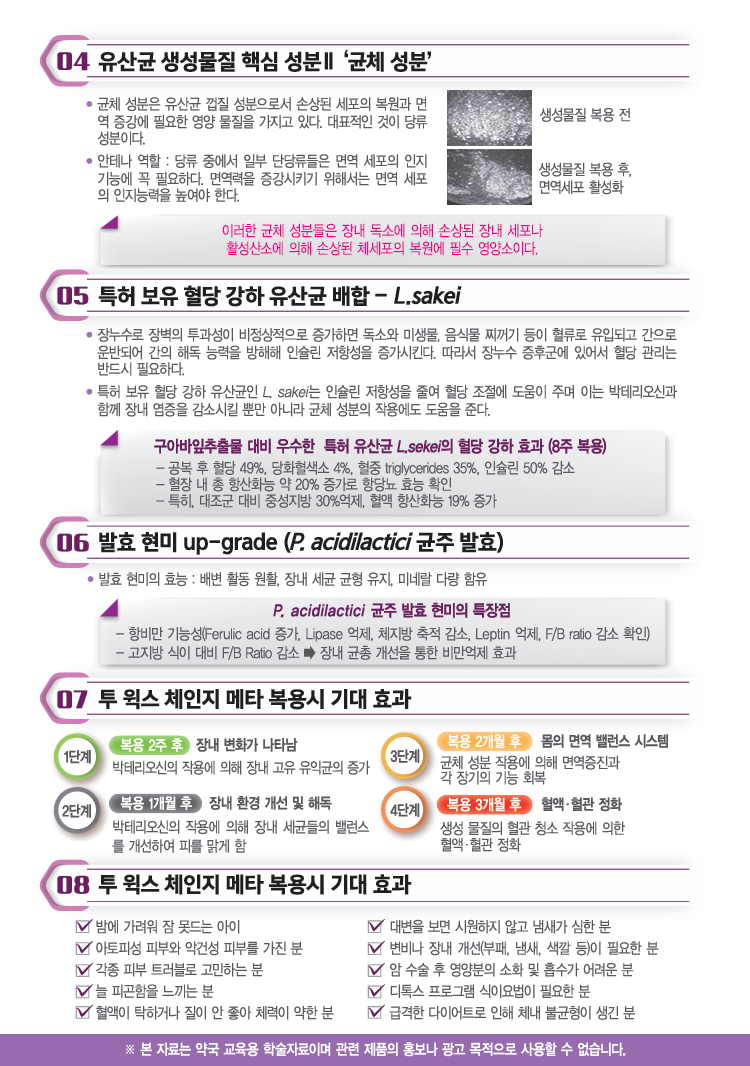 04 유산균 생성물질 핵심 성분Ⅱ ‘균체 성분’
• 균체 성분은 유산균 껍질 성분으로서 손상된 세포의 복원과 면
역 증강에 필요한 영양 물질을 가지고 있다. 대표적인 것이 당류
성분이다.
• 안테나 역할 : 당류 중에서 일부 단당류들은 면역 세포의 인지
기능에 꼭 필요하다. 면역력을 증강시키기 위해서는 면역 세포
의 인지능력을 높여야 한다.
생성물질 복용 전
생성물질 복용 후,
면역세포 활성화
이러한 균체 성분들은 장내 독소에 의해 손상된 장내 세포나
활성산소에 의해 손상된 체세포의 복원에 필수 영양소이다.
05 특허 보유 혈당 강하 유산균 배합 – L.sakei
• 장누수로 장벽의 투과성이 비정상적으로 증가하면 독소와 미생물, 음식물 찌꺼기 등이 혈류로 유입되고 간으로
운반되어 간의 해독 능력을 방해해 인슐린 저항성을 증가시킨다. 따라서 장누수 증후군에 있어서 혈당 관리는
반드시 필요하다.
• 특허 보유 혈당 강하 유산균인 L. sakei는 인슐린 저항성을 줄여 혈당 조절에 도움이 주며 이는 박테리오신과
함께 장내 염증을 감소시킬 뿐만 아니라 균체 성분의 작용에도 도움을 준다.
구아바잎추출물 대비 우수한 특허 유산균 L.sekei의 혈당 강하 효과 (8주 복용)
– 공복 후 혈당 49%, 당화혈색소 4%, 혈중 triglycerides 35%, 인슐린 50% 감소
– 혈장 내 총 항산화능 약 20% 증가로 항당뇨 효능 확인
– 특히, 대조군 대비 중성지방 30%억제, 혈액 항산화능 19% 증가
06 발효 현미 up-grade (P. acidilactici 균주 발효)
• 발효 현미의 효능 : 배변 활동 원활, 장내 세균 균형 유지, 미네랄 다량 함유
P. acidilactici 균주 발효 현미의 특장점
– 항비만 기능성(Ferulic acid 증가, Lipase 억제, 체지방 축적 감소, Leptin 억제, F/B ratio 감소 확인)
– 고지방 식이 대비 F/B Ratio 감소 ➡ 장내 균총 개선을 통한 비만억제 효과
07 투 윅스 체인지 메타 복용시 기대 효과
1단계 복용 2주 후 장내 변화가 나타남
박테리오신의 작용에 의해 장내 고유 유익균의 증가
2단계 복용 1개월 후 장내 환경 개선 및 해독
박테리오신의 작용에 의해 장내 세균들의 밸런스
를 개선하여 피를 맑게 함
3단계 복용 2개월 후 몸의 면역 밸런스 시스템
균체 성분 작용에 의해 면역증진과
각 장기의 기능 회복
4단계 복용 3개월 후 혈액·혈관 정화
생성 물질의 혈관 청소 작용에 의한
혈액·혈관 정화
08 투 윅스 체인지 메타 복용시 기대 효과
밤에 가려워 잠 못드는 아이
아토피성 피부와 악건성 피부를 가진 분
각종 피부 트러블로 고민하는 분
늘 피곤함을 느끼는 분
혈액이 탁하거나 질이 안 좋아 체력이 약한 분
대변을 보면 시원하지 않고 냄새가 심한 분
변비나 장내 개선(부패, 냄새, 색깔 등)이 필요한 분
암 수술 후 영양분의 소화 및 흡수가 어려운 분
디톡스 프로그램 식이요법이 필요한 분
급격한 다이어트로 인해 체내 불균형이 생긴 분
※ 본 자료는 약국 교육용 학술자료이며 관련 제품의 홍보나 광고 목적으로 사용할 수 없습니다.